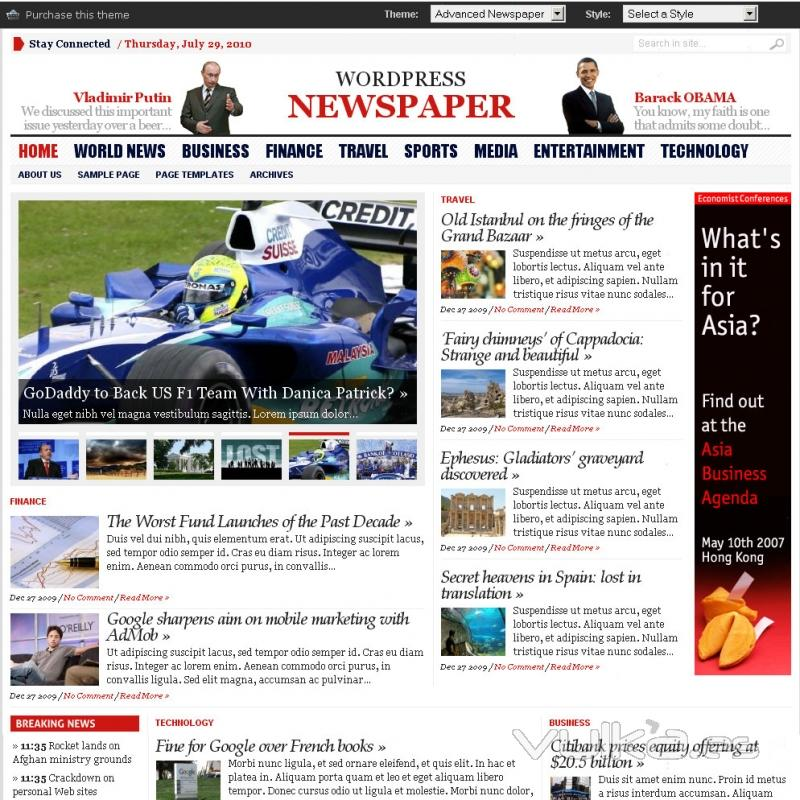 Purchase this theme
Theme: Advanced Newspaper Style: Select a Style
Stay Connected / Thursday, July 29, 2010
Search in site...
Vladimir Putin
We discussed this important
issue yesterday over a beer...
WORDPRESS
NEWSPAPER
Barack OBAMA
You know, my faith is one
that admits some doubt...
HOME WORLD NEWS BUSINESS FINANCE TRAVEL SPORTS MEDIA ENTERTAINMENT TECHNOLOGY
ABOUT US SAMPLE PAGE PAGE TEMPLATES ARCHIVES
CREDIT
CREDIT
SUISSE
PETRONAS
MALAYSIA
GoDaddy to Back US F1 Team With Danica Patrick? »
Nulla eget nibh vel magna vestibulum sagittis. Lorem ipsum dolor...
LOST
FINANCE
The Worst Fund Launches of the Past Decade »
Duis vel dui nibh, quis elementum erat. Ut adipiscing suscipit lacus,
sed tempor odio semper id. Cras eu diam risus. Integer ac lorem
enim. Aenean commodo orci purus, in convallis...
Dec 27 2009 / No Comment / Read More »
O'REILLY
Google sharpens aim on mobile marketing with
AdMob »
Ut adipiscing suscipit lacus, sed tempor odio semper id. Cras eu diam
risus. Integer ac lorem enim. Aenean commodo orci purus, in
convallis ligula. Sed elit magna, accumsan ac pulvinar...
Dec 27 2009 / No Comment / Read More »
TRAVEL
Old Istanbul on the fringes of the
Grand Bazaar »
Suspendisse ut metus arcu, eget
lobortis lectus. Aliquam vel ante
libero, et adipiscing sapien. Nullam
tristique risus vitae nunc sodales...
Dec 27 2009 / No Comment / Read More »
'Fairy chimneys' of Cappadocia:
Strange and beautiful »
Suspendisse ut metus arcu, eget
lobortis lectus. Aliquam vel ante
libero, et adipiscing sapien. Nullam
tristique risus vitae nunc sodales...
Dec 27 2009 / No Comment / Read More »
Ephesus: Gladiators' graveyard
discovered »
Suspendisse ut metus arcu, eget
lobortis lectus. Aliquam vel ante
libero, et adipiscing sapien. Nullam
tristique risus vitae nunc sodales...
Dec 27 2009 / No Comment / Read More »
Secret heavens in Spain: lost in
translation »
Suspendisse ut metus arcu, eget
lobortis lectus. Aliquam vel ante
libero, et adipiscing sapien. Nullam
tristique risus vitae nunc sodales...
Dec 27 2009 / No Comment / Read More »
Economist Conferences
What's
in it
for
Asia?
Find out
at the
Asia
Business
Agenda
May 10th 2007
Hong Kong
BREAKING NEWS
» 11:35 Rocket lands on
Afghan ministry grounds
» 11:35 Crackdown on
personal Web sites
TECHNOLOGY
Fine for Google over French books »
Google
Morbi nunc ligula, et sed ornare eleifend, et quis elit. In hac et
platea in. Aliquam porta quam et leo et eget aliquam libero
tempor. Donec cursus odio ut ligula et molestie. Morbi nunc dolor,
BUSINESS
Citibank prices equity offering at
$20.5 billion »
Duis sit amet enim nunc. Proin id metus
a risus interdum accumsan. Aliquam
vulka.es